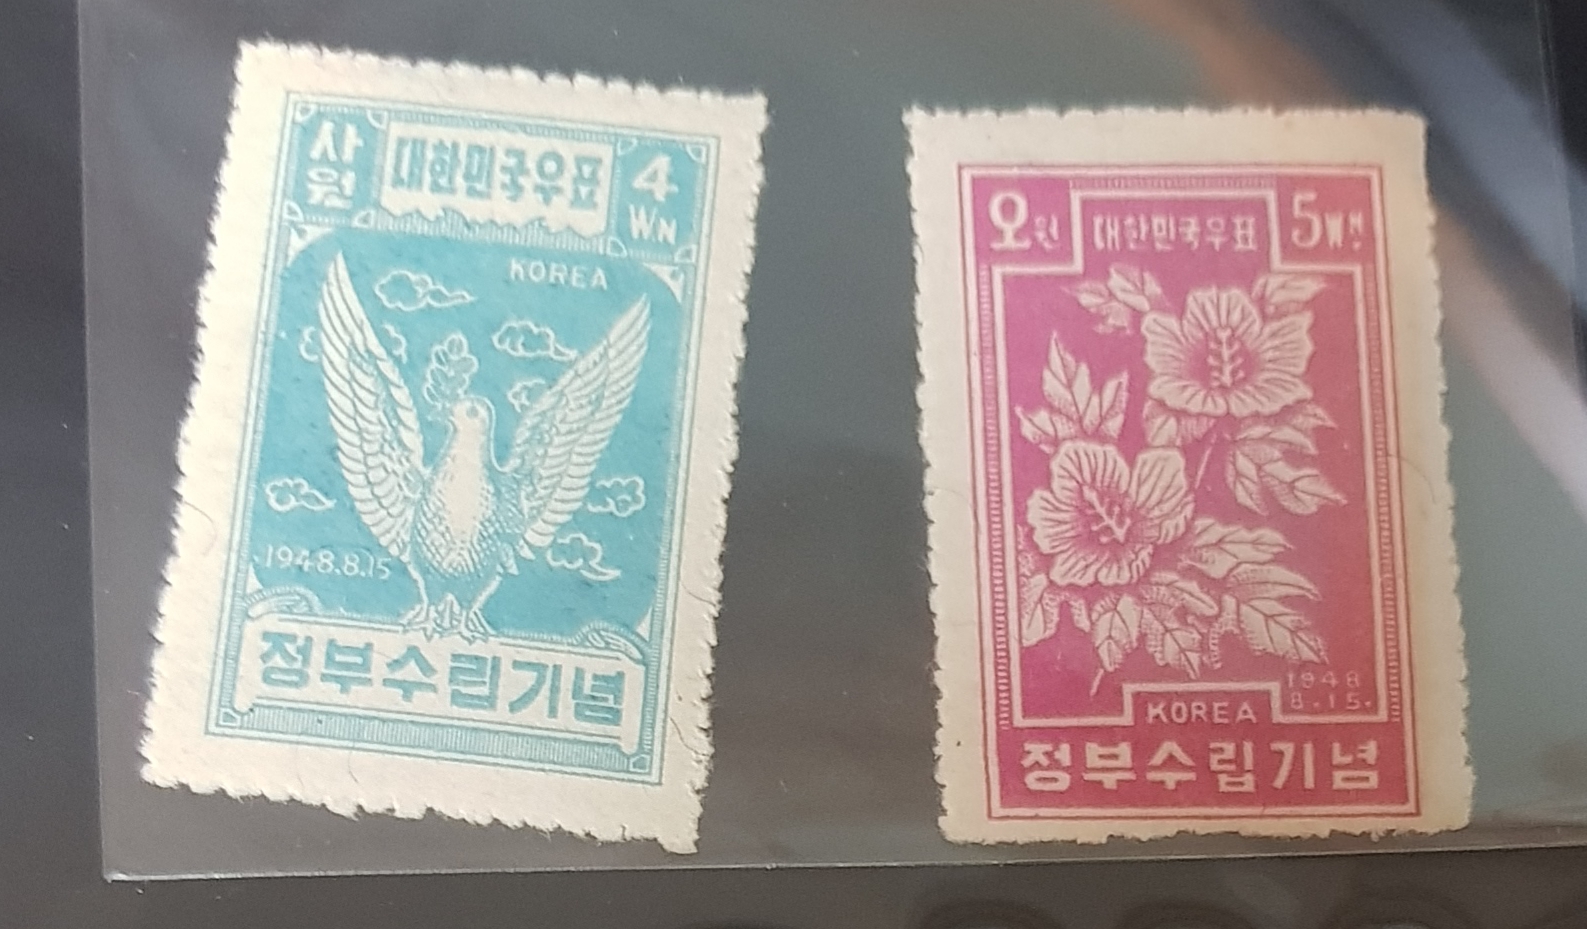 사원
대한민국우표
4
Wn
KOREA
1948.8.15
정부수립기념
오원
대한민국우표
5 Wn
1948
8.15.
KOREA
정부수립기념